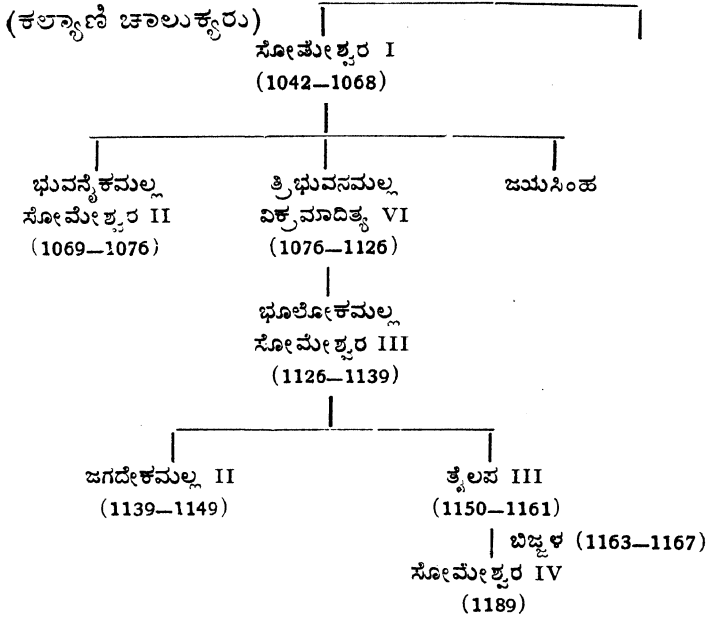 (ಕಲ್ಯಾಣಿ ಚಾಲುಕ್ಯರು)
ಸೋಮೇಶ್ವರ I
(1042—1068)
ಭುವನೈಕಮಲ್ಲ ತ್ರಿಭುವನಮಲ್ಲ ಜಯಸಿಂಹ
ಸೋಮೇಶ್ವರ II ವಿಕ್ರಮಾದಿತ್ಯ VI
(1069—1076) (1076—1126)
ಭೂಲೋಕಮಲ್ಲ
ಸೋಮೇಶ್ವರ III
(1126—1139)
ಜಗದೇಕಮಲ್ಲ II ತೈಲಪ III
(1139—1149) (1150—1161)
ಬಿಜ್ಜಳ (1163—1167)
ಸೋಮೇಶ್ವರ IV
(1189)